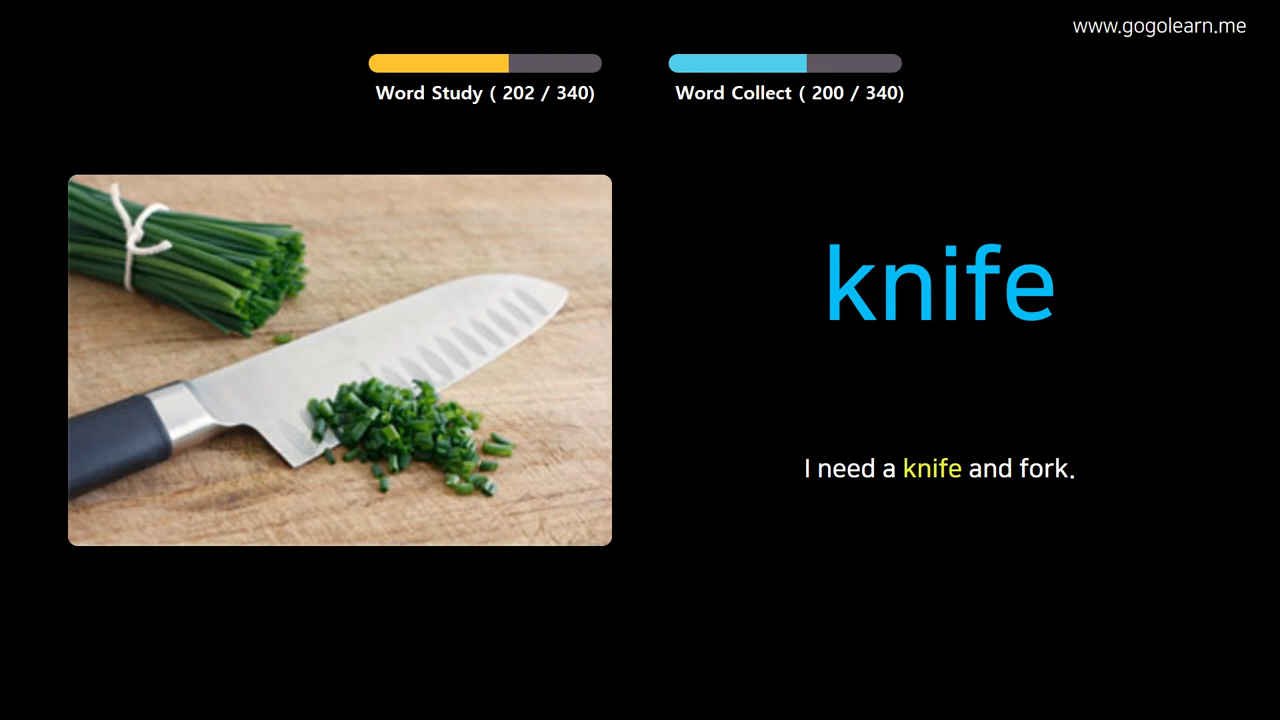 www.gogolearn.me
Word Study ( 202 / 340)
Word Collect ( 200 / 340)
knife
I need a knife and fork.